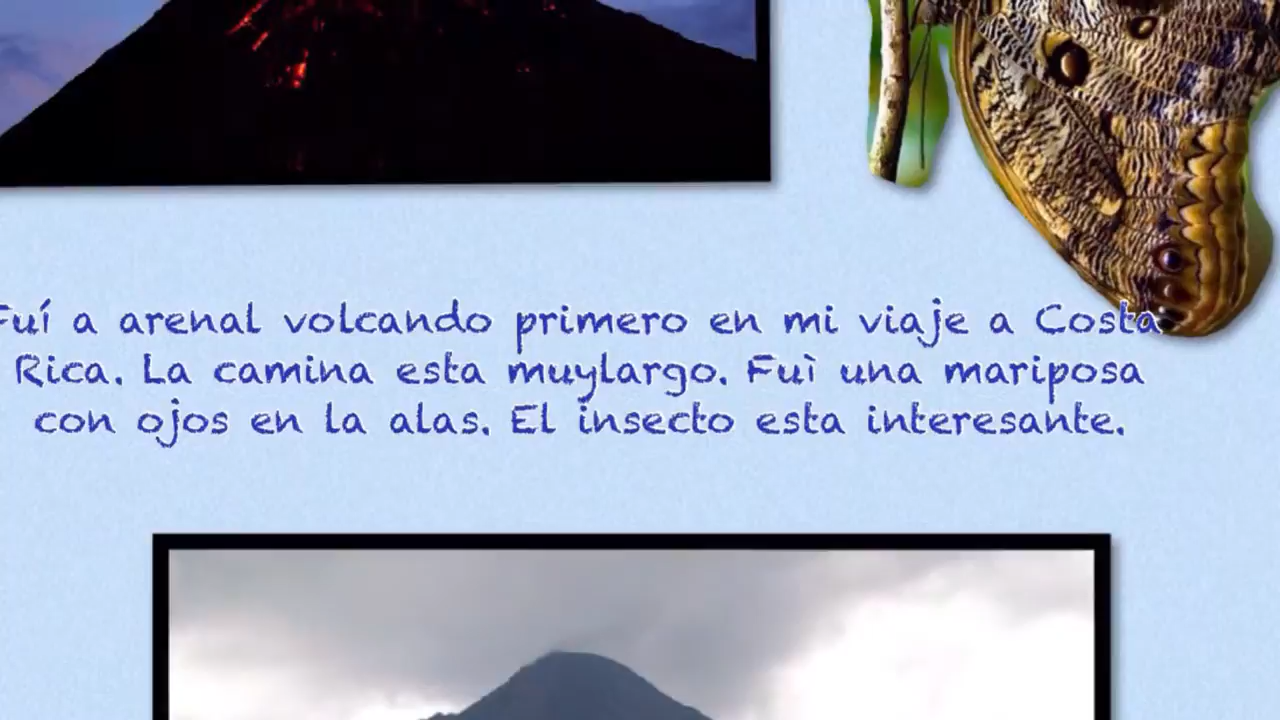 Fuí a arenal volcando primero en mi viaje a Costa
Rica. La camina esta muylargo. Fuì una mariposa
con ojos en la alas. El insecto esta interesante.